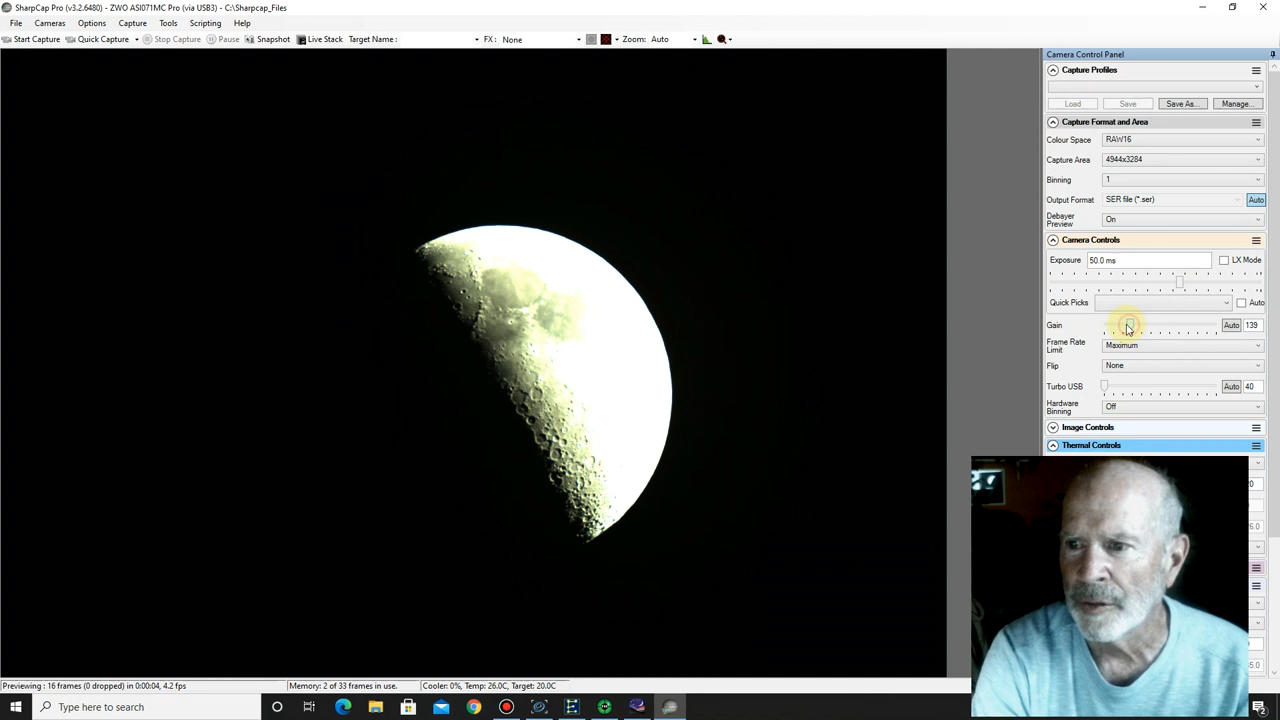 SharpCap Pro (v3.2.6480) - ZWO ASI071MC Pro (via USB3) - C:\Sharpcap_Files
File Cameras Options Capture Tools Scripting Help
Start Capture Quick Capture Stop Capture Pause Snapshot Live Stack Target Name: FX: None Zoom: Auto
Camera Control Panel
Capture Profiles
Load Save Save As... Manage...
Capture Format and Area
Colour Space RAW16
Capture Area 4944x3284
Binning 1
Output Format SER file (*.ser) Auto
Debayer Preview On
Camera Controls
Exposure 50.0 ms LX Mode
Quick Picks Auto
Gain Auto 139
Frame Rate Limit Maximum
Flip None
Turbo USB Auto 40
Hardware Binning Off
Image Controls
Thermal Controls
Previewing : 16 frames (0 dropped) in 0:00:04, 4.2 fps Memory: 2 of 33 frames in use. Cooler: 0%, Temp: 26.0C, Target: 20.0C
Type here to search